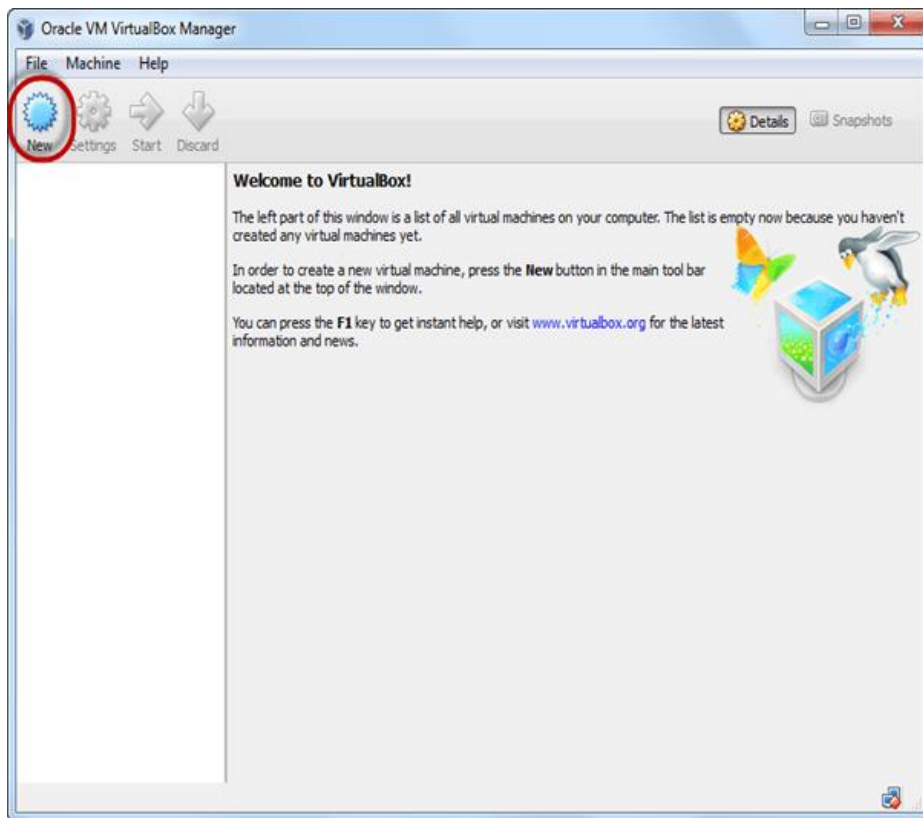 Oracle VM VirtualBox Manager
File Machine Help
New Settings Start Discard
Details Snapshots
Welcome to VirtualBox!
The left part of this window is a list of all virtual machines on your computer. The list is empty now because you haven't
created any virtual machines yet.
In order to create a new virtual machine, press the New button in the main tool bar
located at the top of the window.
You can press the F1 key to get instant help, or visit www.virtualbox.org for the latest
information and news.